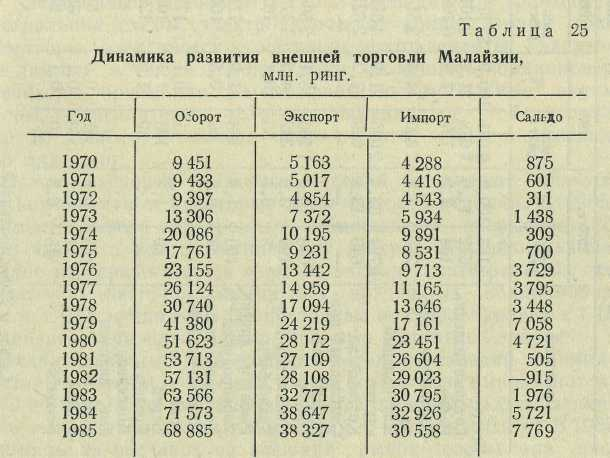 Таблица 25
Динамика развития внешней торговли Малайзии,
млн. ринг.
Год Оборот Экспорт Импорт Сальдо
1970 9 451 5 163 4 288 875
1971 9 433 5 017 4 416 601
1972 9 397 4 854 4 543 311
1973 13 306 7 372 5 934 1 438
1974 20 086 10 195 9 891 309
1975 17 761 9 231 8 531 700
1976 23 155 13 442 9 713 3 729
1977 26 124 14 959 11 165 3 795
1978 30 740 17 094 13 646 3 448
1979 41 380 24 219 17 161 7 058
1980 51 623 28 172 23 451 4 721
1981 53 713 27 109 26 604 505
1982 57 131 28 108 29 023 —915
1983 63 566 32 771 30 795 1 976
1984 71 573 38 647 32 926 5 721
1985 68 885 38 327 30 558 7 769